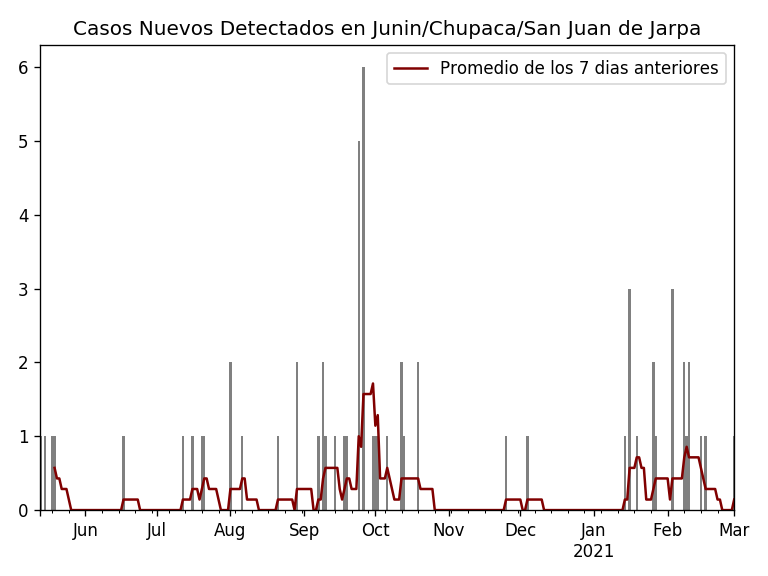 Casos Nuevos Detectados en Junin/Chupaca/San Juan de Jarpa
Promedio de los 7 dias anteriores
6
5
4
3
2
1
0
Jun Jul Aug Sep Oct Nov Dec Jan Feb Mar
2021